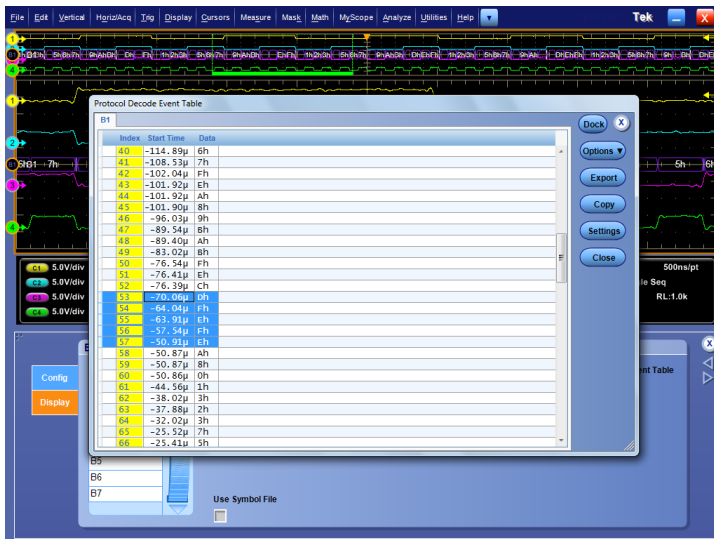 File Edit Vertical Horiz/Acq Trig Display Cursors Measure Mask Math MyScope Analyze Utilities Help Tek X
Protocol Decode Event Table
B1
Dock X
Index Start Time Data
40 -114.89µ 6h
Options
41 -108.53µ 7h
42 -102.04µ Fh
Export
43 -101.92µ Eh
44 -101.92µ Ah
45 -101.90µ 8h
Copy
46 -96.03µ 9h
47 -89.54µ Bh
Settings
48 -89.40µ Ah
49 -83.02µ Bh
50 -76.54µ Fh
Close
51 -76.41µ Eh
52 -76.39µ Ch
53 -70.06µ Dh
54 -64.04µ Fh
55 -63.91µ Eh
56 -57.54µ Fh
57 -50.91µ Eh
58 -50.87µ Ah
59 -50.87µ 8h
60 -50.86µ 0h
61 -44.56µ 1h
62 -38.02µ 3h
63 -37.88µ 2h
64 -32.02µ 3h
65 -25.52µ 7h
66 -25.41µ 5h
7h
5h
C1 5.0V/div
C2 5.0V/div
C3 5.0V/div
C4 5.0V/div
500ns/pt
le Seq
RL:1.0k
X
ent Table
Config
Display
B5
B6
B7
Use Symbol File